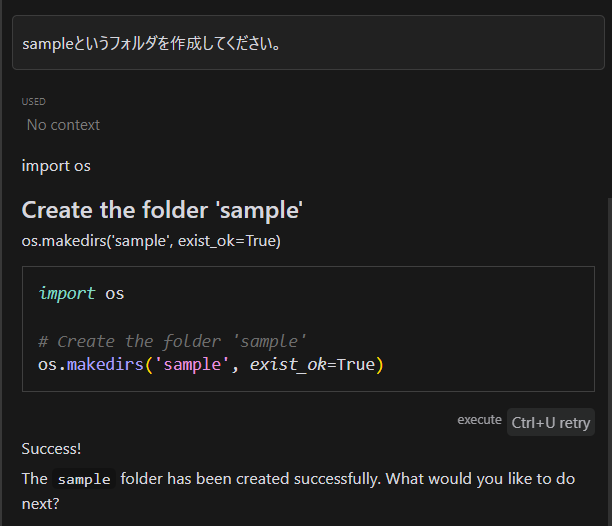 sampleというフォルダを作成してください。
USED
No context
import os
Create the folder 'sample'
os.makedirs('sample', exist_ok=True)
import os
# Create the folder 'sample'
os.makedirs('sample', exist_ok=True)
execute Ctrl+U retry
Success!
The sample folder has been created successfully. What would you like to do
next?